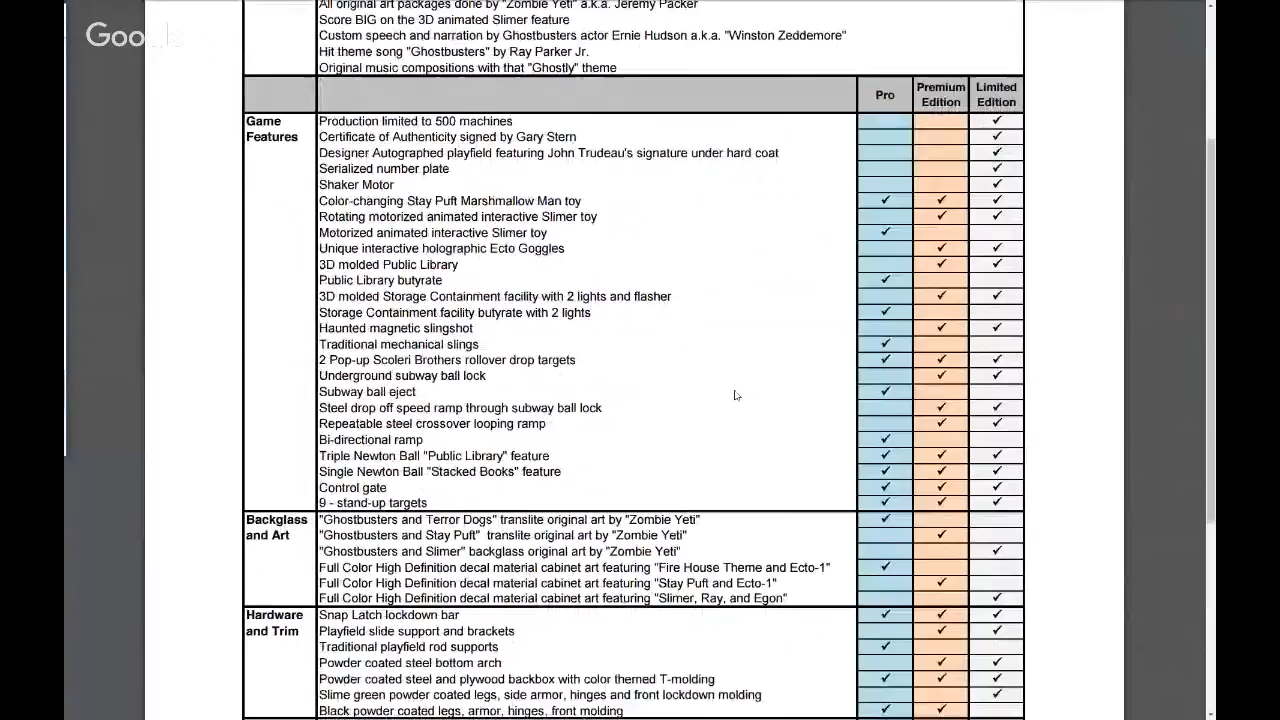 All original art packages done by "Zombie Yeti" a.k.a. Jeremy Packer
Google
Score BIG on the 3D animated Slimer feature
Custom speech and narration by Ghostbusters actor Ernie Hudson a.k.a. "Winston Zeddemore"
Hit theme song "Ghostbusters" by Ray Parker Jr.
Original music compositions with that "Ghostly" theme
Pro Premium Edition Limited Edition
Game Features
Production limited to 500 machines ✓
Certificate of Authenticity signed by Gary Stern ✓
Designer Autographed playfield featuring John Trudeau's signature under hard coat ✓
Serialized number plate ✓
Shaker Motor ✓
Color-changing Stay Puft Marshmallow Man toy ✓ ✓ ✓
Rotating motorized animated interactive Slimer toy ✓ ✓
Motorized animated interactive Slimer toy ✓
Unique interactive holographic Ecto Goggles ✓ ✓
3D molded Public Library ✓ ✓
Public Library butyrate ✓
3D molded Storage Containment facility with 2 lights and flasher ✓ ✓
Storage Containment facility butyrate with 2 lights ✓
Haunted magnetic slingshot ✓ ✓
Traditional mechanical slings ✓
2 Pop-up Scoleri Brothers rollover drop targets ✓ ✓ ✓
Underground subway ball lock ✓ ✓
Subway ball eject ✓
Steel drop off speed ramp through subway ball lock ✓ ✓
Repeatable steel crossover looping ramp ✓ ✓
Bi-directional ramp ✓
Triple Newton Ball "Public Library" feature ✓ ✓ ✓
Single Newton Ball "Stacked Books" feature ✓ ✓ ✓
Control gate ✓ ✓ ✓
9 - stand-up targets ✓ ✓ ✓
Backglass and Art
"Ghostbusters and Terror Dogs" translite original art by "Zombie Yeti" ✓
"Ghostbusters and Stay Puft" translite original art by "Zombie Yeti" ✓
"Ghostbusters and Slimer" backglass original art by "Zombie Yeti" ✓
Full Color High Definition decal material cabinet art featuring "Fire House Theme and Ecto-1" ✓
Full Color High Definition decal material cabinet art featuring "Stay Puft and Ecto-1" ✓
Full Color High Definition decal material cabinet art featuring "Slimer, Ray, and Egon" ✓
Hardware and Trim
Snap Latch lockdown bar ✓ ✓ ✓
Playfield slide support and brackets ✓ ✓
Traditional playfield rod supports ✓
Powder coated steel bottom arch ✓ ✓
Powder coated steel and plywood backbox with color themed T-molding ✓ ✓ ✓
Slime green powder coated legs, side armor, hinges and front lockdown molding ✓
Black powder coated legs, armor, hinges, front molding ✓ ✓